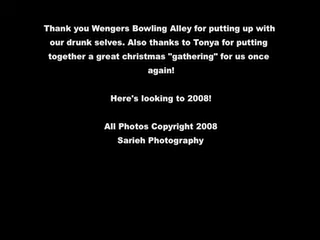 Thank you Wengers Bowling Alley for putting up with
our drunk selves. Also thanks to Tonya for putting
together a great christmas "gathering" for us once
again!
Here's looking to 2008!
All Photos Copyright 2008
Sarieh Photography